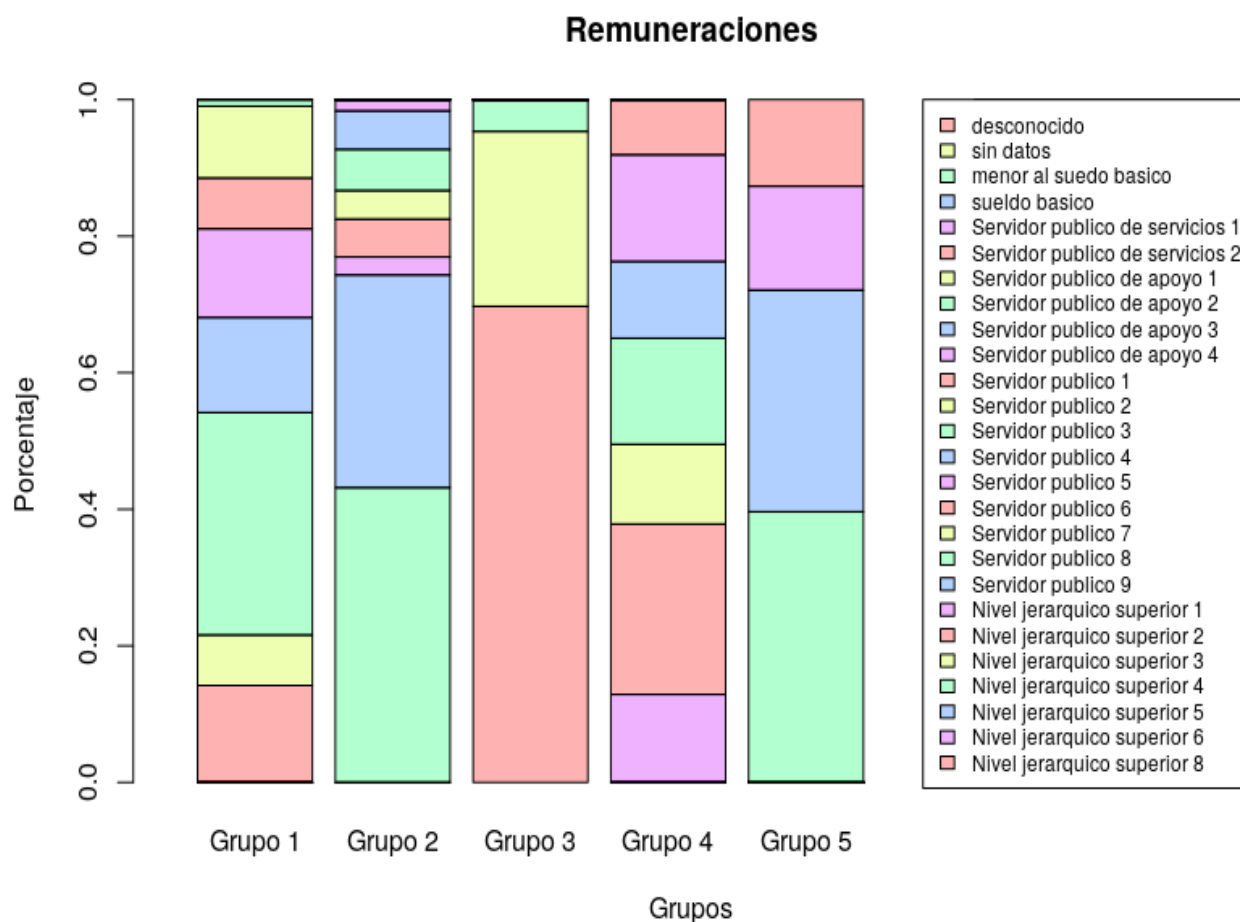 Remuneraciones
Porcentaje
0.0
0.2
0.4
0.6
0.8
1.0
Grupo 1
Grupo 2
Grupo 3
Grupo 4
Grupo 5
Grupos
desconocido
sin datos
menor al suedo basico
sueldo basico
Servidor publico de servicios 1
Servidor publico de servicios 2
Servidor publico de apoyo 1
Servidor publico de apoyo 2
Servidor publico de apoyo 3
Servidor publico de apoyo 4
Servidor publico 1
Servidor publico 2
Servidor publico 3
Servidor publico 4
Servidor publico 5
Servidor publico 6
Servidor publico 7
Servidor publico 8
Servidor publico 9
Nivel jerarquico superior 1
Nivel jerarquico superior 2
Nivel jerarquico superior 3
Nivel jerarquico superior 4
Nivel jerarquico superior 5
Nivel jerarquico superior 6
Nivel jerarquico superior 8